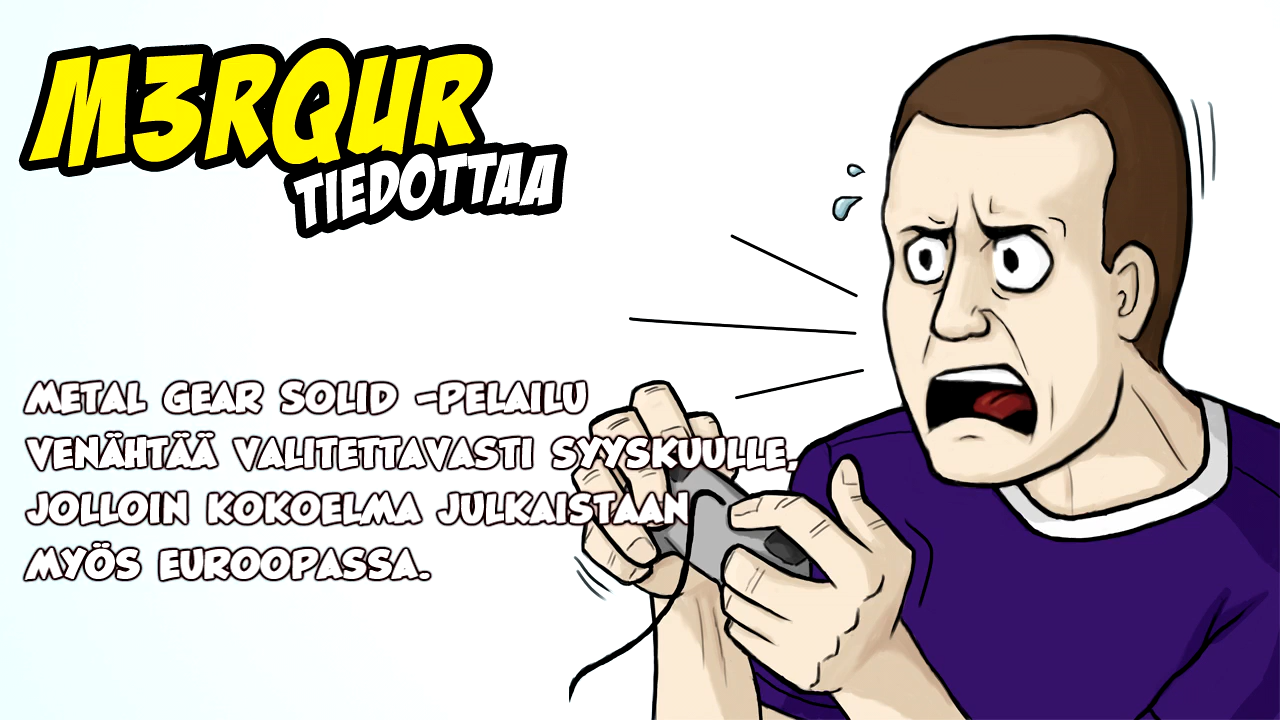 M3RQUR
TIEDOTTAA
METAL GEAR SOLID -PELAILU
VENÄHTÄÄ VALITETTAVASTI SYYSKUULLE,
JOLLOIN KOKOELMA JULKAISTAAN
MYÖS EUROOPASSA.